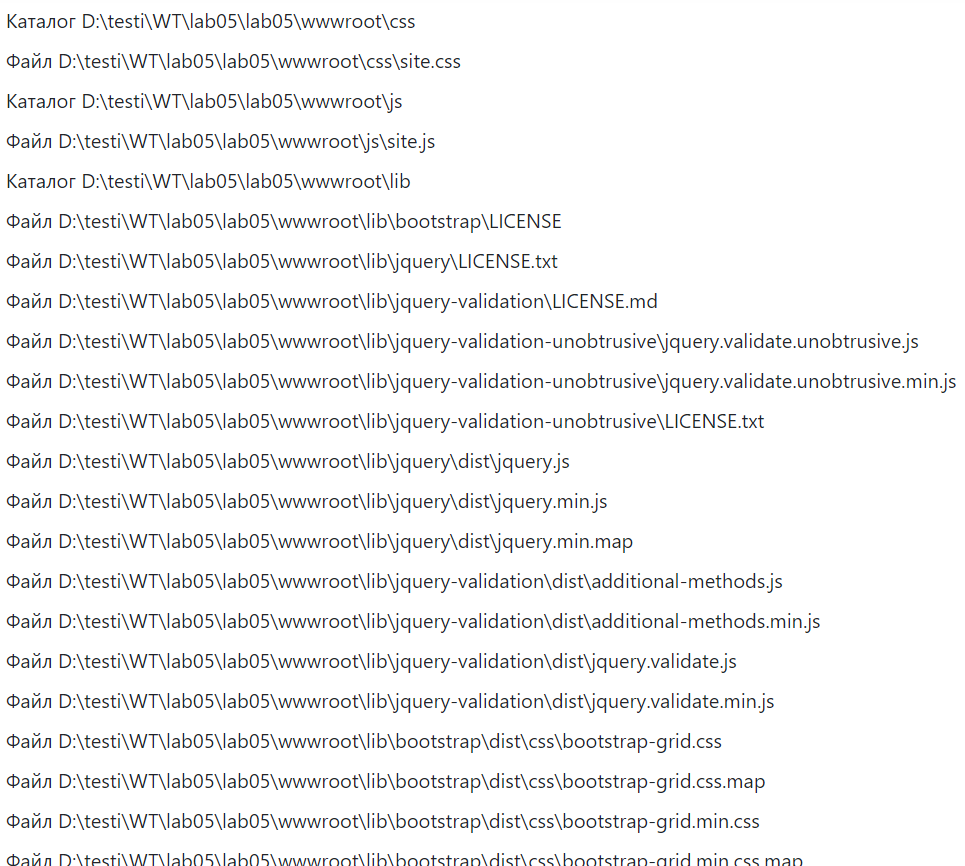 Каталог D:\testi\WT\lab05\lab05\wwwroot\css
Файл D:\testi\WT\lab05\lab05\wwwroot\css\site.css
Каталог D:\testi\WT\lab05\lab05\wwwroot\js
Файл D:\testi\WT\lab05\lab05\wwwroot\js\site.js
Каталог D:\testi\WT\lab05\lab05\wwwroot\lib
Файл D:\testi\WT\lab05\lab05\wwwroot\lib\bootstrap\LICENSE
Файл D:\testi\WT\lab05\lab05\wwwroot\lib\jquery\LICENSE.txt
Файл D:\testi\WT\lab05\lab05\wwwroot\lib\jquery-validation\LICENSE.md
Файл D:\testi\WT\lab05\lab05\wwwroot\lib\jquery-validation-unobtrusive\jquery.validate.unobtrusive.js
Файл D:\testi\WT\lab05\lab05\wwwroot\lib\jquery-validation-unobtrusive\jquery.validate.unobtrusive.min.js
Файл D:\testi\WT\lab05\lab05\wwwroot\lib\jquery-validation-unobtrusive\LICENSE.txt
Файл D:\testi\WT\lab05\lab05\wwwroot\lib\jquery\dist\jquery.js
Файл D:\testi\WT\lab05\lab05\wwwroot\lib\jquery\dist\jquery.min.js
Файл D:\testi\WT\lab05\lab05\wwwroot\lib\jquery\dist\jquery.min.map
Файл D:\testi\WT\lab05\lab05\wwwroot\lib\jquery-validation\dist\additional-methods.js
Файл D:\testi\WT\lab05\lab05\wwwroot\lib\jquery-validation\dist\additional-methods.min.js
Файл D:\testi\WT\lab05\lab05\wwwroot\lib\jquery-validation\dist\jquery.validate.js
Файл D:\testi\WT\lab05\lab05\wwwroot\lib\jquery-validation\dist\jquery.validate.min.js
Файл D:\testi\WT\lab05\lab05\wwwroot\lib\bootstrap\dist\css\bootstrap-grid.css
Файл D:\testi\WT\lab05\lab05\wwwroot\lib\bootstrap\dist\css\bootstrap-grid.css.map
Файл D:\testi\WT\lab05\lab05\wwwroot\lib\bootstrap\dist\css\bootstrap-grid.min.css
Файл D:\testi\WT\lab05\lab05\wwwroot\lib\bootstrap\dist\css\bootstrap-grid.min.css.map